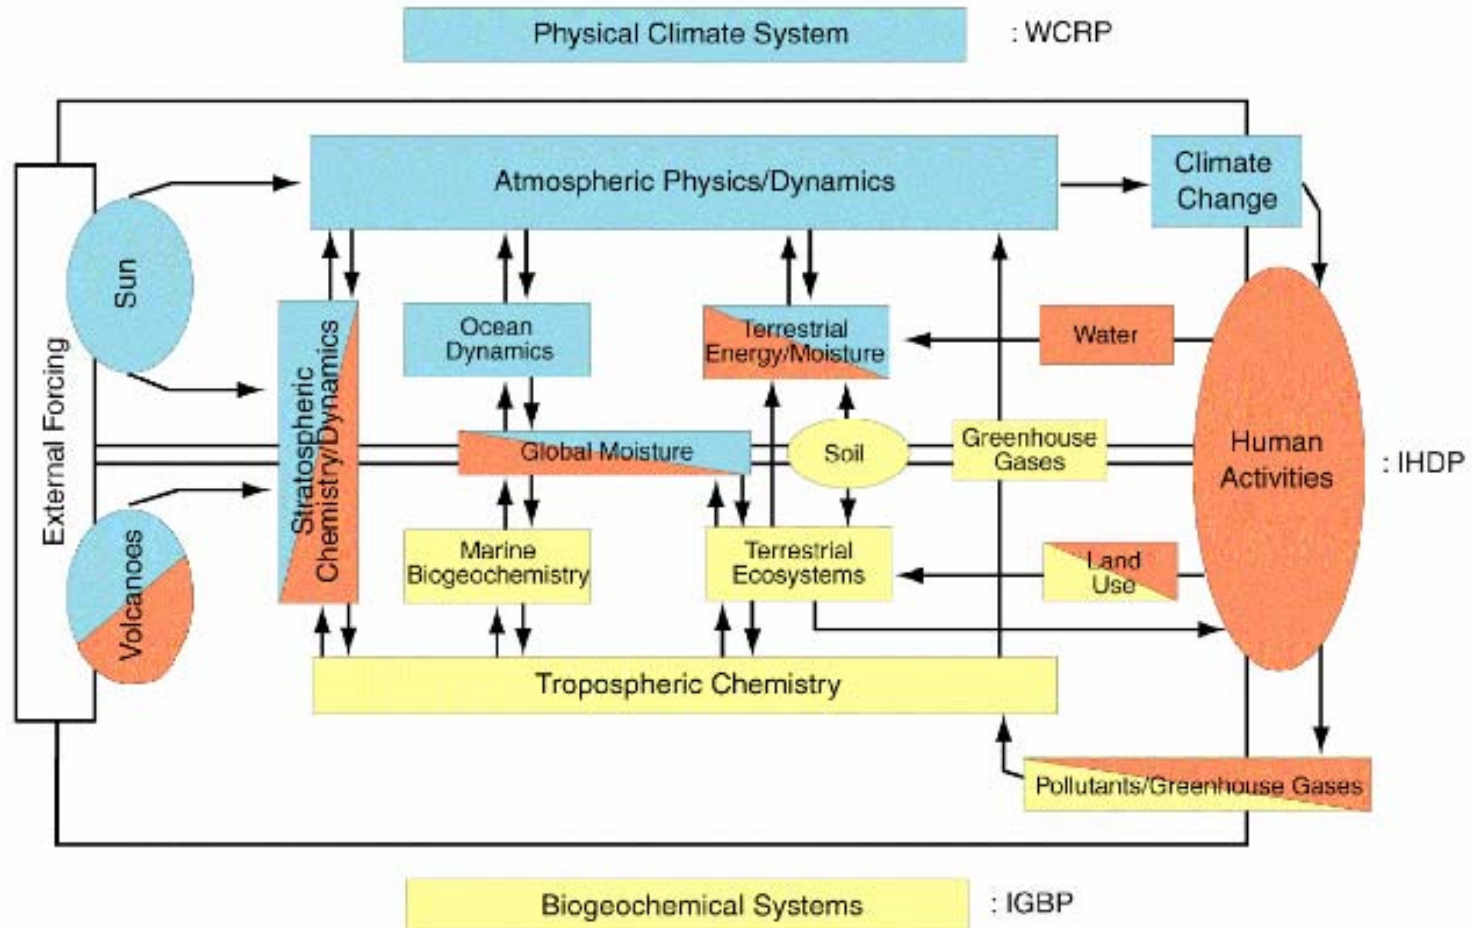 Physical Climate System
: WCRP
Atmospheric Physics/Dynamics
Climate
Change
Sun
External Forcing
Stratospheric
Chemistry/Dynamics
Ocean
Dynamics
Terrestrial
Energy/Moisture
Water
Global Moisture
Soil
Greenhouse
Gases
Human
Activities
: IHDP
Volcanoes
Marine
Biogeochemistry
Terrestrial
Ecosystems
Land
Use
Tropospheric Chemistry
Pollutants/Greenhouse Gases
Biogeochemical Systems
: IGBP